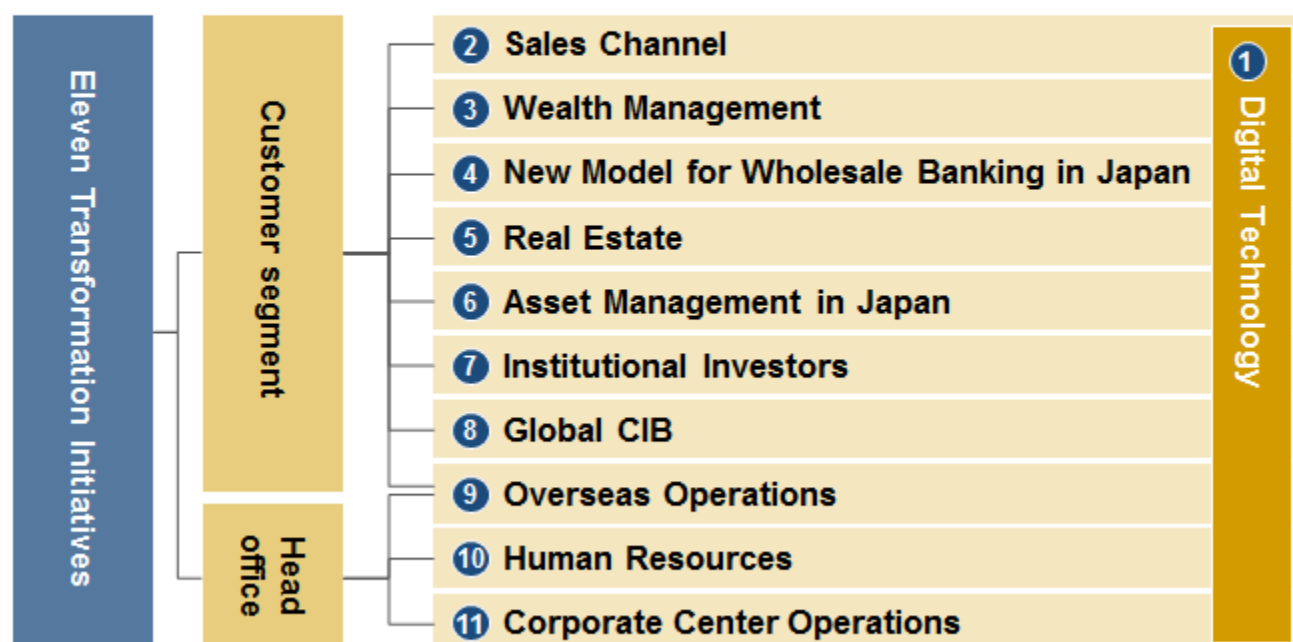 Eleven Transformation Initiatives
Customer segment
Head
office
2 Sales Channel
3 Wealth Management
4 New Model for Wholesale Banking in Japan
5 Real Estate
6 Asset Management in Japan
7 Institutional Investors
8 Global CIB
9 Overseas Operations
10 Human Resources
11 Corporate Center Operations
1 Digital Technology